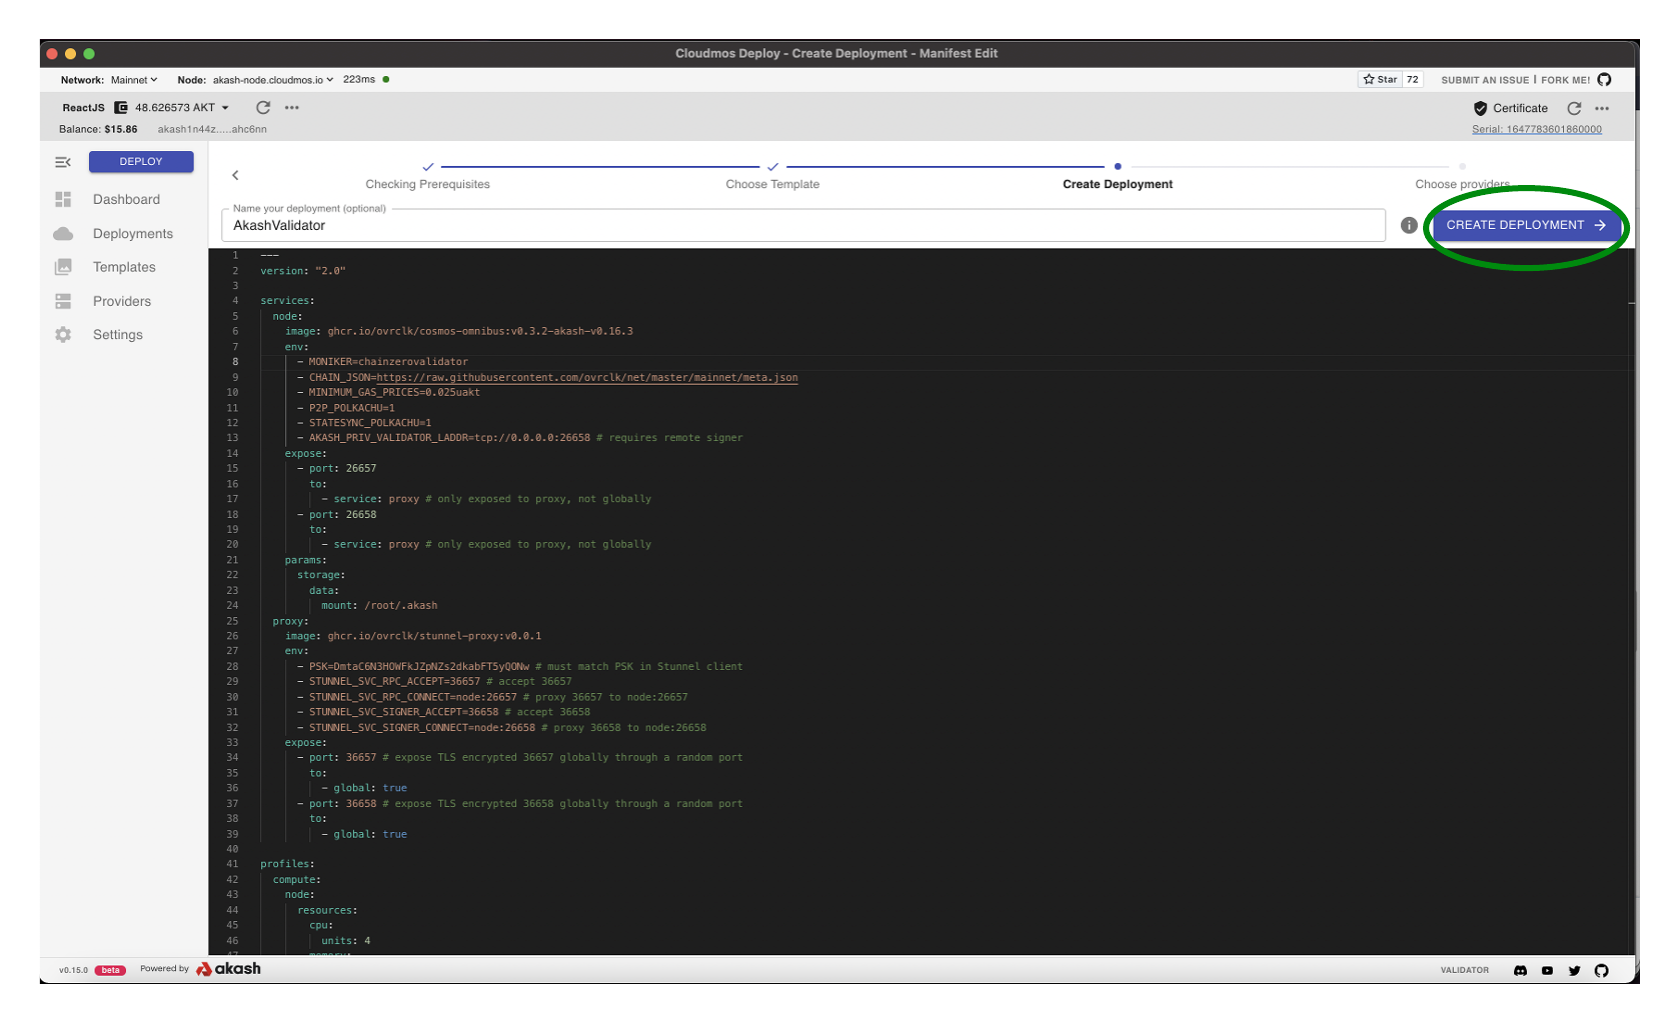 Cloudmos Deploy - Create Deployment - Manifest Edit
Network: Mainnet Node: akash-node.cloudmos.io 223ms Star 72 SUBMIT AN ISSUE | FORK ME!
ReactJS 48.626573 AKT Certificate
Balance: $15.86 akash1n44z.....ahc6nn Serial: 1647783601860000
DEPLOY
Dashboard
Deployments
Templates
Providers
Settings
Checking Prerequisites Choose Template Create Deployment Choose providers
Name your deployment (optional)
AkashValidator
CREATE DEPLOYMENT
1 ---
2 version: "2.0"
3
4 services:
5 node:
6 image: ghcr.io/ovrclk/cosmos-omnibus:v0.3.2-akash-v0.16.3
7 env:
8 - MONIKER=chainzerovalidator
9 - CHAIN_JSON=https://raw.githubusercontent.com/ovrclk/net/master/mainnet/meta.json
10 - MINIMUM_GAS_PRICES=0.025uakt
11 - P2P_POLKACHU=1
12 - STATESYNC_POLKACHU=1
13 - AKASH_PRIV_VALIDATOR_LADDR=tcp://0.0.0.0:26658 # requires remote signer
14 expose:
15 - port: 26657
16 to:
17 - service: proxy # only exposed to proxy, not globally
18 - port: 26658
19 to:
20 - service: proxy # only exposed to proxy, not globally
21 params:
22 storage:
23 data:
24 mount: /root/.akash
25 proxy:
26 image: ghcr.io/ovrclk/stunnel-proxy:v0.0.1
27 env:
28 - PSK=DmtaC6N3HOWFkJZpNZs2dkabFT5yQONw # must match PSK in Stunnel client
29 - STUNNEL_SVC_RPC_ACCEPT=36657 # accept 36657
30 - STUNNEL_SVC_RPC_CONNECT=node:26657 # proxy 36657 to node:26657
31 - STUNNEL_SVC_SIGNER_ACCEPT=36658 # accept 36658
32 - STUNNEL_SVC_SIGNER_CONNECT=node:26658 # proxy 36658 to node:26658
33 expose:
34 - port: 36657 # expose TLS encrypted 36657 globally through a random port
35 to:
36 - global: true
37 - port: 36658 # expose TLS encrypted 36658 globally through a random port
38 to:
39 - global: true
40
41 profiles:
42 compute:
43 node:
44 resources:
45 cpu:
46 units: 4
47 memory:
v0.15.0 beta Powered by akash VALIDATOR